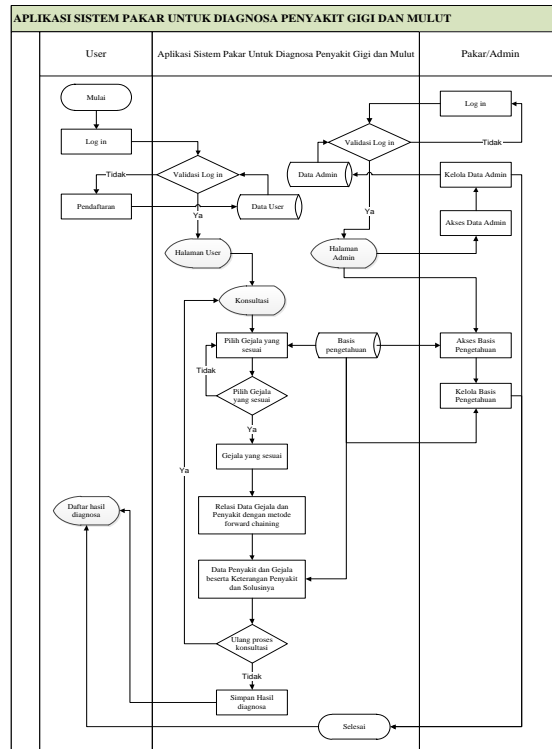 APLIKASI SISTEM PAKAR UNTUK DIAGNOSA PENYAKIT GIGI DAN MULUT
User
Aplikasi Sistem Pakar Untuk Diagnosa Penyakit Gigi dan Mulut
Pakar/Admin
Mulai
Log in
Log in
Validasi Log in
Tidak
Validasi Log in
Tidak
Data Admin
Kelola Data Admin
Pendaftaran
Data User
Ya
Ya
Akses Data Admin
Halaman User
Halaman
Admin
Konsultasi
Pilih Gejala yang
sesuai
Basis
pengetahuan
Akses Basis
Pengetahuan
Tidak
Pilih Gejala
yang sesuai
Kelola Basis
Pengetahuan
Ya
Gejala yang sesuai
Ya
Relasi Data Gejala dan
Penyakit dengan metode
forward chaining
Daftar hasil
diagnosa
Data Penyakit dan Gejala
beserta Keterangan Penyakit
dan Solusinya
Ulang proses
konsultasi
Tidak
Simpan Hasil
diagnosa
Selesai